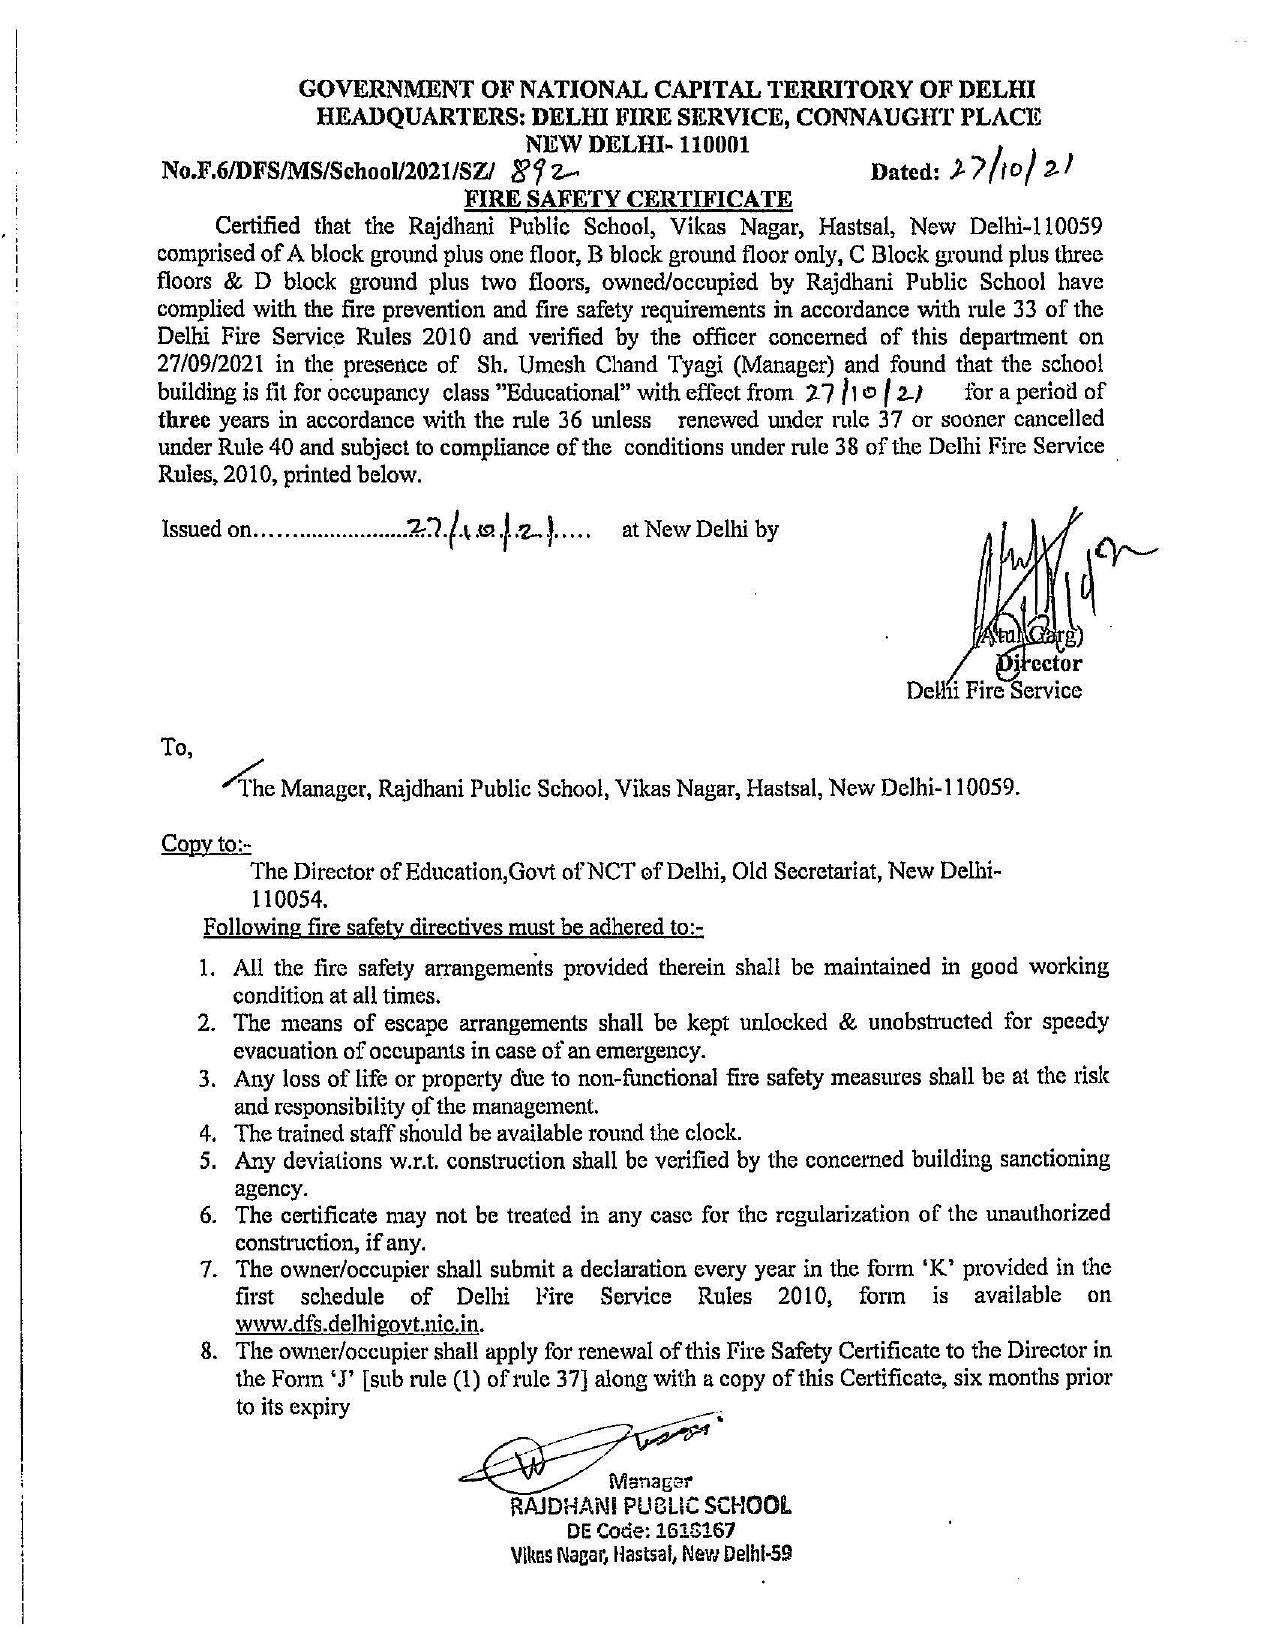 GOVERNMENT OF NATIONAL CAPITAL TERRITORY OF DELHI
HEADQUARTERS: DELHI FIRE SERVICE, CONNAUGHT PLACE
NEW DELHI- 110001
No.F.6/DFS/MS/School/2021/SZ/ 892 Dated: 27/10/21
FIRE SAFETY CERTIFICATE
Certified that the Rajdhani Public School, Vikas Nagar, Hastsal, New Delhi-110059
comprised of A block ground plus one floor, B block ground floor only, C Block ground plus three
floors & D block ground plus two floors, owned/occupied by Rajdhani Public School have
complied with the fire prevention and fire safety requirements in accordance with rule 33 of the
Delhi Fire Service Rules 2010 and verified by the officer concerned of this department on
27/09/2021 in the presence of Sh. Umesh Chand Tyagi (Manager) and found that the school
building is fit for occupancy class "Educational" with effect from 27/10/21 for a period of
three years in accordance with the rule 36 unless renewed under rule 37 or sooner cancelled
under Rule 40 and subject to compliance of the conditions under rule 38 of the Delhi Fire Service
Rules, 2010, printed below.
Issued on.......................27/10/21..... at New Delhi by
(Atul Garg)
Director
Delhi Fire Service
To,
The Manager, Rajdhani Public School, Vikas Nagar, Hastsal, New Delhi-110059.
Copy to:-
The Director of Education,Govt of NCT of Delhi, Old Secretariat, New Delhi-
110054.
Following fire safety directives must be adhered to:-
1. All the fire safety arrangements provided therein shall be maintained in good working
condition at all times.
2. The means of escape arrangements shall be kept unlocked & unobstructed for speedy
evacuation of occupants in case of an emergency.
3. Any loss of life or property due to non-functional fire safety measures shall be at the risk
and responsibility of the management.
4. The trained staff should be available round the clock.
5. Any deviations w.r.t. construction shall be verified by the concerned building sanctioning
agency.
6. The certificate may not be treated in any case for the regularization of the unauthorized
construction, if any.
7. The owner/occupier shall submit a declaration every year in the form 'K' provided in the
first schedule of Delhi Fire Service Rules 2010, form is available on
www.dfs.delhigovt.nic.in.
8. The owner/occupier shall apply for renewal of this Fire Safety Certificate to the Director in
the Form 'J' [sub rule (1) of rule 37] along with a copy of this Certificate, six months prior
to its expiry
Manager
RAJDHANI PUBLIC SCHOOL
DE Code: 1618167
Vikas Nagar, Hastsal, New Delhi-59